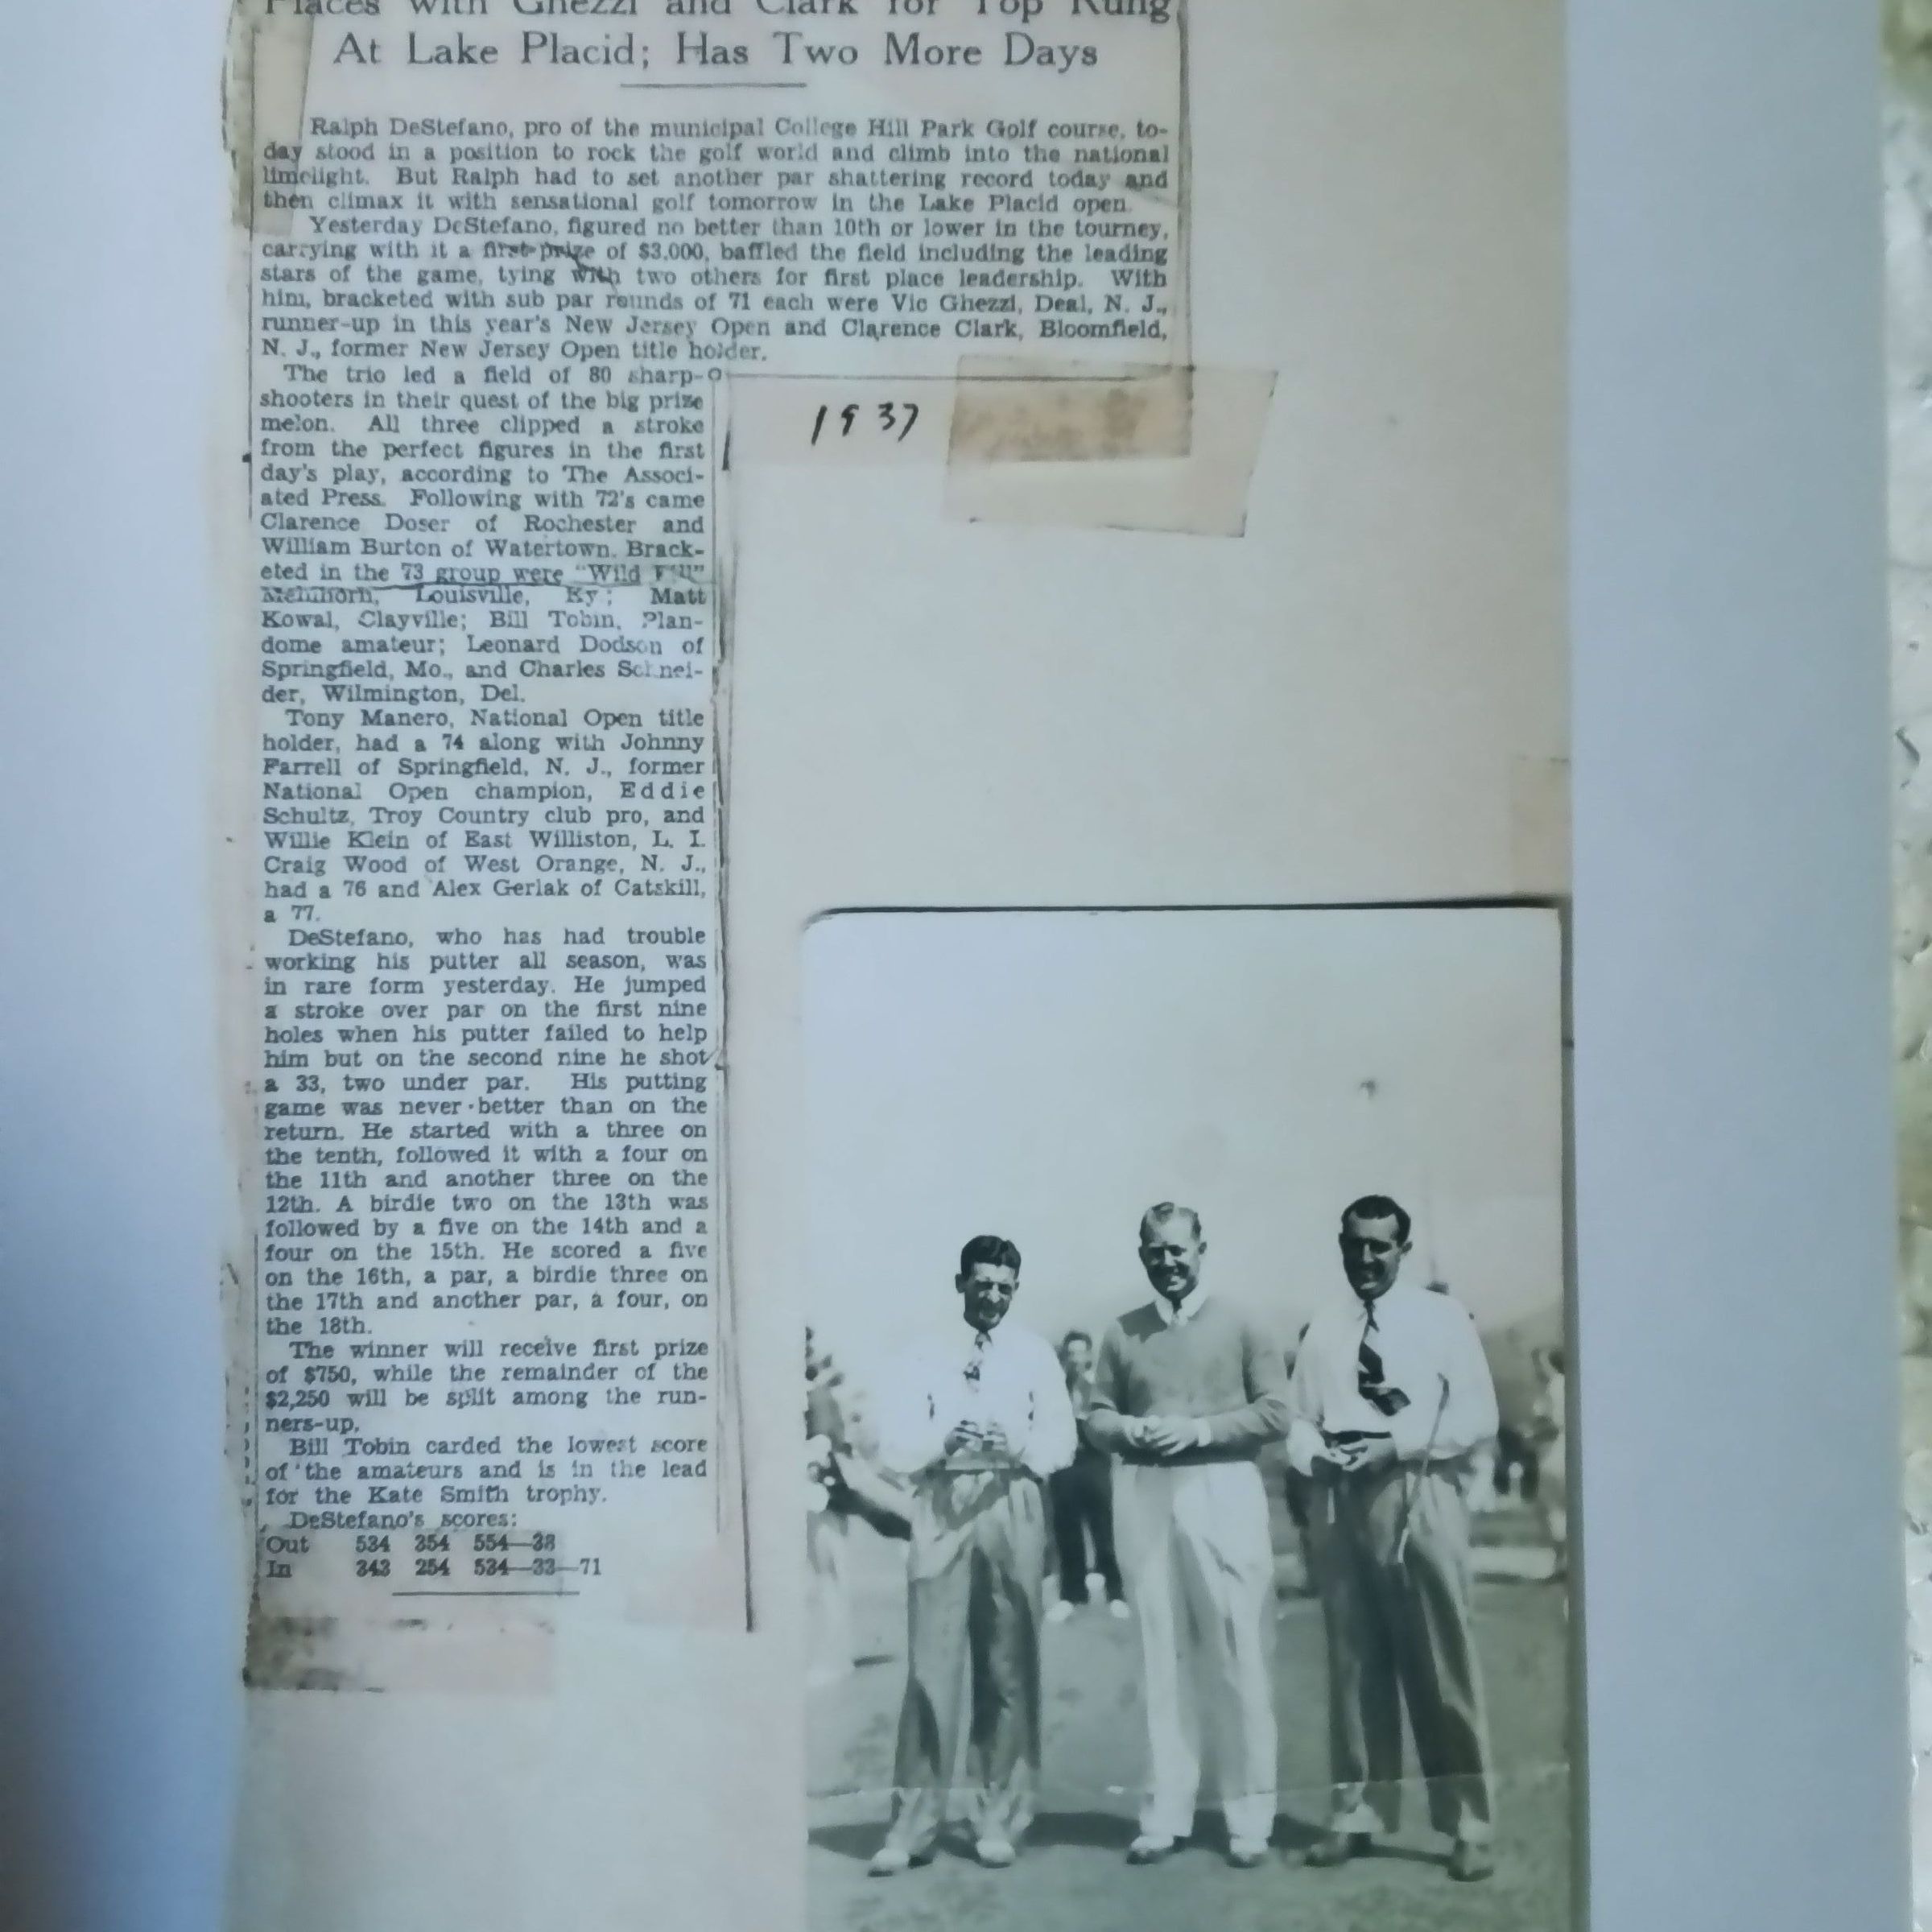 Places With Ghezzi and Clark for Top Rung
At Lake Placid; Has Two More Days
Ralph DeStefano, pro of the municipal College Hill Park Golf course, to-
day stood in a position to rock the golf world and climb into the national
limelight. But Ralph had to set another par shattering record today and
then climax it with sensational golf tomorrow in the Lake Placid open.
Yesterday DeStefano, figured no better than 10th or lower in the tourney,
carrying with it a first prize of $3,000, baffled the field including the leading
stars of the game, tying with two others for first place leadership. With
him, bracketed with sub par rounds of 71 each were Vic Ghezzi, Deal, N. J.,
runner-up in this year's New Jersey Open and Clarence Clark, Bloomfield,
N. J., former New Jersey Open title holder.
The trio led a field of 80 sharp-
shooters in their quest of the big prize
melon. All three clipped a stroke
from the perfect figures in the first
day's play, according to The Associ-
ated Press. Following with 72's came
Clarence Doser of Rochester and
William Burton of Watertown. Brack-
eted in the 73 group were "Wild Bill"
Mehlhorn, Louisville, Ky; Matt
Kowal, Clayville; Bill Tobin, Plan-
dome amateur; Leonard Dodson of
Springfield, Mo., and Charles Schnei-
der, Wilmington, Del.
Tony Manero, National Open title
holder, had a 74 along with Johnny
Farrell of Springfield, N. J., former
National Open champion, Eddie
Schultz, Troy Country club pro, and
Willie Klein of East Williston, L. I.
Craig Wood of West Orange, N. J.,
had a 76 and Alex Gerlak of Catskill,
a 77.
DeStefano, who has had trouble
working his putter all season, was
in rare form yesterday. He jumped
a stroke over par on the first nine
holes when his putter failed to help
him but on the second nine he shot
a 33, two under par. His putting
game was never better than on the
return. He started with a three on
the tenth, followed it with a four on
the 11th and another three on the
12th. A birdie two on the 13th was
followed by a five on the 14th and a
four on the 15th. He scored a five
on the 16th, a par, a birdie three on
the 17th and another par, a four, on
the 18th.
The winner will receive first prize
of $750, while the remainder of the
$2,250 will be split among the run-
ners-up.
Bill Tobin carded the lowest score
of the amateurs and is in the lead
for the Kate Smith trophy.
DeStefano's scores:
Out 534 354 554—38
In 343 254 534—33—71
1937